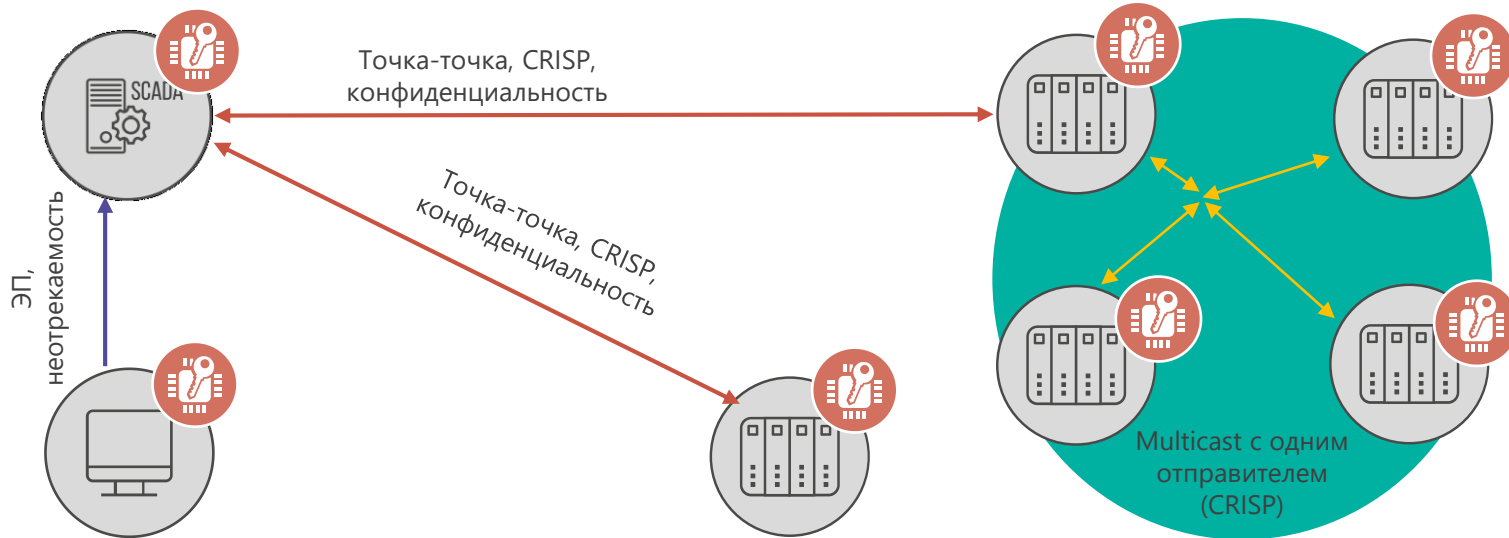 SCADA
Точка-точка, CRISP,
конфиденциальность
Точка-точка, CRISP,
конфиденциальность
ЭП,
неотрекаемость
Multicast с одним
отправителем
(CRISP)